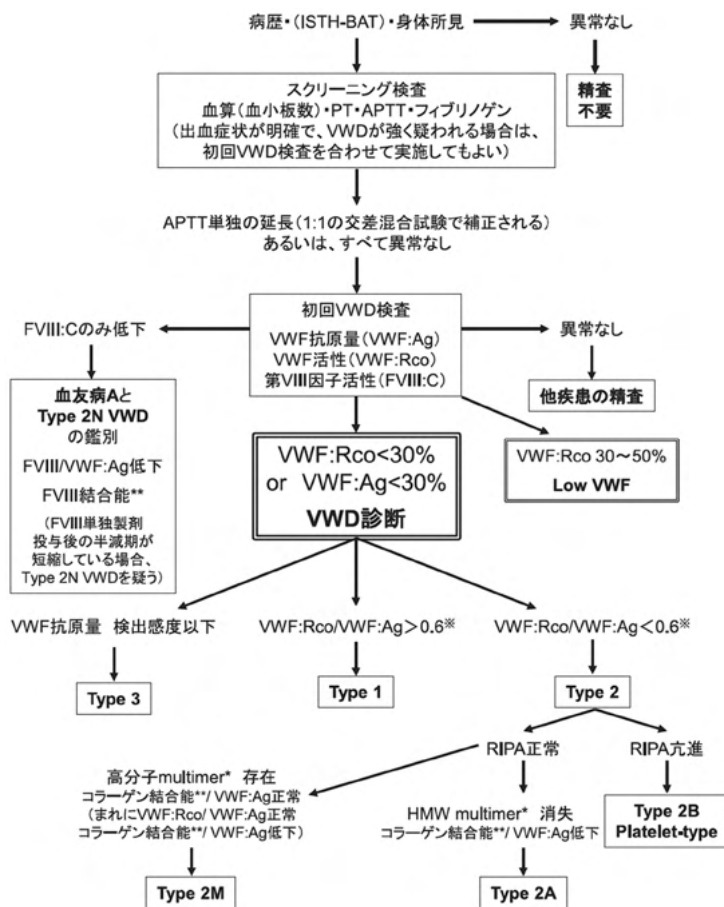 病歴・(ISTH-BAT)・身体所見
異常なし
精査
不要
スクリーニング検査
血算(血小板数)・PT・APTT・フィブリノゲン
(出血症状が明確で、VWDが強く疑われる場合は、
初回VWD検査を合わせて実施してもよい)
APTT単独の延長(1:1の交差混合試験で補正される)
あるいは、すべて異常なし
初回VWD検査
VWF抗原量(VWF:Ag)
VWF活性(VWF:Rco)
第VIII因子活性(FVIII:C)
FVIII:Cのみ低下
血友病Aと
Type 2N VWD
の鑑別
FVIII/VWF:Ag低下
FVIII結合能**
(FVIII単独製剤
投与後の半減期が
短縮している場合、
Type 2N VWDを疑う)
異常なし
他疾患の精査
VWF:Rco 30～50%
Low VWF
VWF:Rco<30%
or VWF:Ag<30%
VWD診断
VWF抗原量 検出感度以下
Type 3
VWF:Rco/VWF:Ag>0.6※
Type 1
VWF:Rco/VWF:Ag<0.6※
Type 2
RIPA正常
RIPA亢進
Type 2B
Platelet-type
高分子multimer* 存在
コラーゲン結合能**/ VWF:Ag正常
(まれにVWF:Rco/ VWF:Ag正常
コラーゲン結合能**/ VWF:Ag低下)
Type 2M
HMW multimer* 消失
コラーゲン結合能**/ VWF:Ag低下
Type 2A